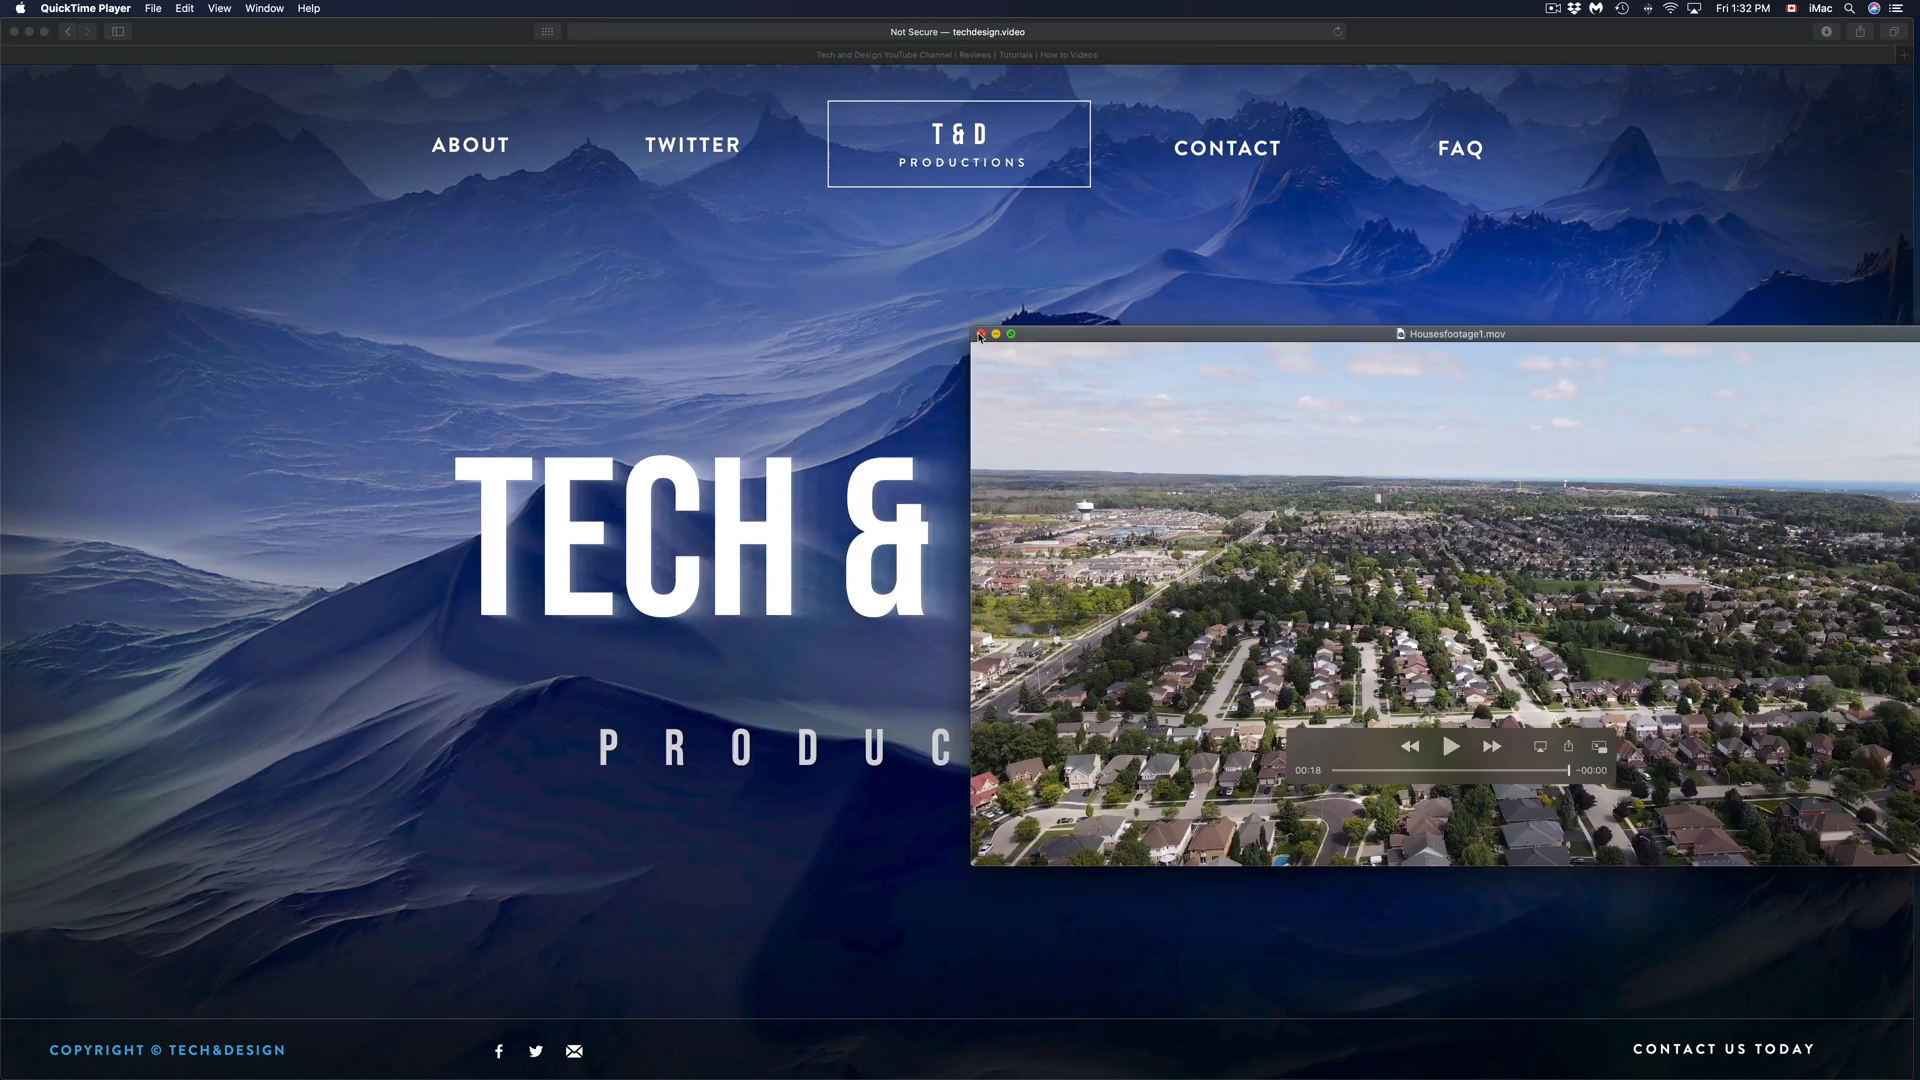 QuickTime Player File Edit View Window Help Fri 1:32 PM iMac
Not Secure — techdesign.video
Tech and Design YouTube Channel | Reviews | Tutorials | How to Videos
ABOUT TWITTER T & D CONTACT FAQ
PRODUCTIONS
Housesfootage1.mov
TECH &
PRODUC
00:18 -00:00
COPYRIGHT © TECH&DESIGN CONTACT US TODAY